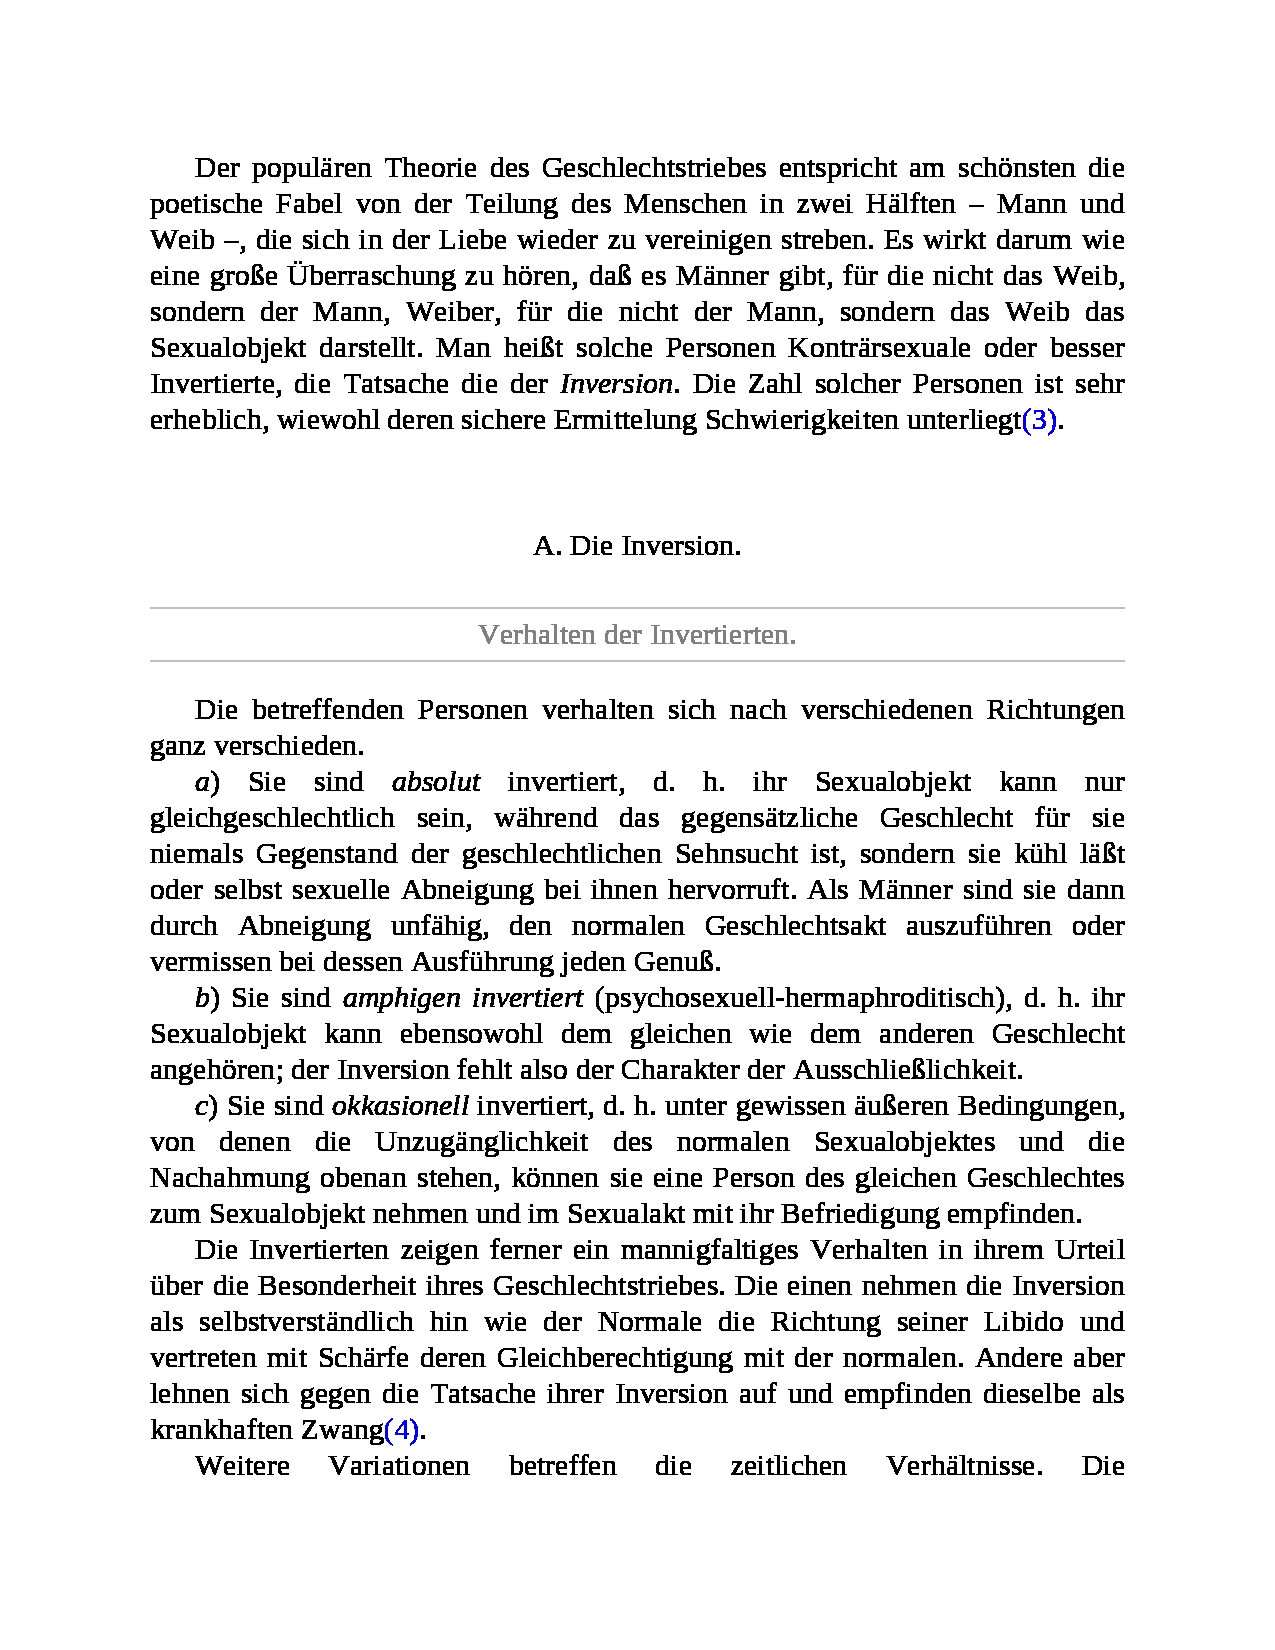 Der populären Theorie des Geschlechtstriebes entspricht am schönsten die
poetische Fabel von der Teilung des Menschen in zwei Hälften – Mann und
Weib –, die sich in der Liebe wieder zu vereinigen streben. Es wirkt darum wie
eine große Überraschung zu hören, daß es Männer gibt, für die nicht das Weib,
sondern der Mann, Weiber, für die nicht der Mann, sondern das Weib das
Sexualobjekt darstellt. Man heißt solche Personen Konträrsexuale oder besser
Invertierte, die Tatsache die der Inversion. Die Zahl solcher Personen ist sehr
erheblich, wiewohl deren sichere Ermittelung Schwierigkeiten unterliegt(3).
A. Die Inversion.
Verhalten der Invertierten.
Die betreffenden Personen verhalten sich nach verschiedenen Richtungen
ganz verschieden.
a) Sie sind absolut invertiert, d. h. ihr Sexualobjekt kann nur
gleichgeschlechtlich sein, während das gegensätzliche Geschlecht für sie
niemals Gegenstand der geschlechtlichen Sehnsucht ist, sondern sie kühl läßt
oder selbst sexuelle Abneigung bei ihnen hervorruft. Als Männer sind sie dann
durch Abneigung unfähig, den normalen Geschlechtsakt auszuführen oder
vermissen bei dessen Ausführung jeden Genuß.
b) Sie sind amphigen invertiert (psychosexuell-hermaphroditisch), d. h. ihr
Sexualobjekt kann ebensowohl dem gleichen wie dem anderen Geschlecht
angehören; der Inversion fehlt also der Charakter der Ausschließlichkeit.
c) Sie sind okkasionell invertiert, d. h. unter gewissen äußeren Bedingungen,
von denen die Unzugänglichkeit des normalen Sexualobjektes und die
Nachahmung obenan stehen, können sie eine Person des gleichen Geschlechtes
zum Sexualobjekt nehmen und im Sexualakt mit ihr Befriedigung empfinden.
Die Invertierten zeigen ferner ein mannigfaltiges Verhalten in ihrem Urteil
über die Besonderheit ihres Geschlechtstriebes. Die einen nehmen die Inversion
als selbstverständlich hin wie der Normale die Richtung seiner Libido und
vertreten mit Schärfe deren Gleichberechtigung mit der normalen. Andere aber
lehnen sich gegen die Tatsache ihrer Inversion auf und empfinden dieselbe als
krankhaften Zwang(4).
Weitere Variationen betreffen die zeitlichen Verhältnisse. Die